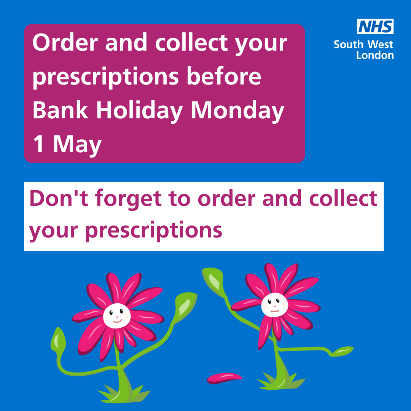 Order and collect your
prescriptions before
Bank Holiday Monday
1 May
NHS
South West
London
Don't forget to order and collect
your prescriptions